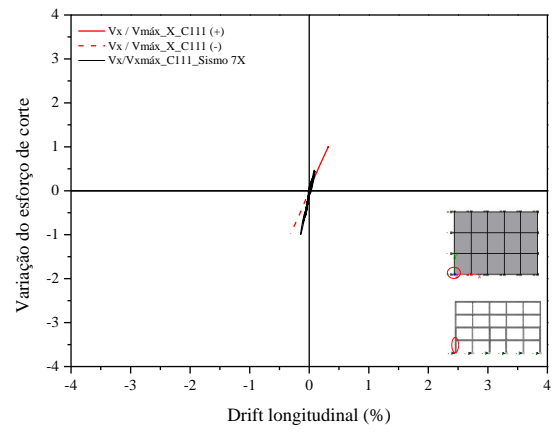 Vx / Vmáx_X_C111 (+)
Vx / Vmáx_X_C111 (-)
Vx/Vxmáx_C111_Sismo 7X
4
3
2
1
0
-1
-2
-3
-4
-4 -3 -2 -1 0 1 2 3 4
Variação do esforço de corte
Drift longitudinal (%)